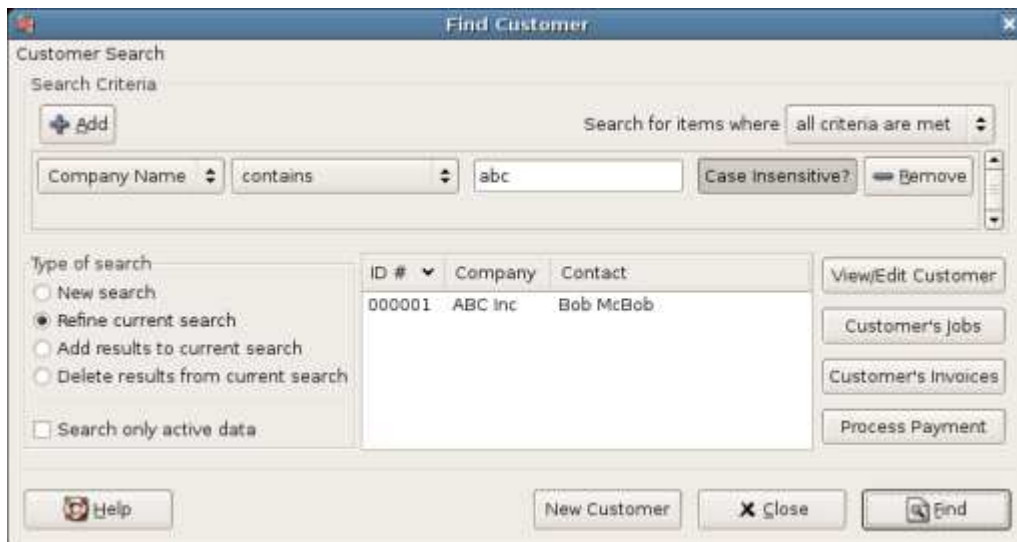 Find Customer
Customer Search
Search Criteria
Add
Search for items where all criteria are met
Company Name contains abc Case Insensitive? Remove
Type of search
New search
Refine current search
Add results to current search
Delete results from current search
Search only active data
ID # Company Contact
000001 ABC Inc Bob McBob
View/Edit Customer
Customer's Jobs
Customer's Invoices
Process Payment
Help New Customer Close Find